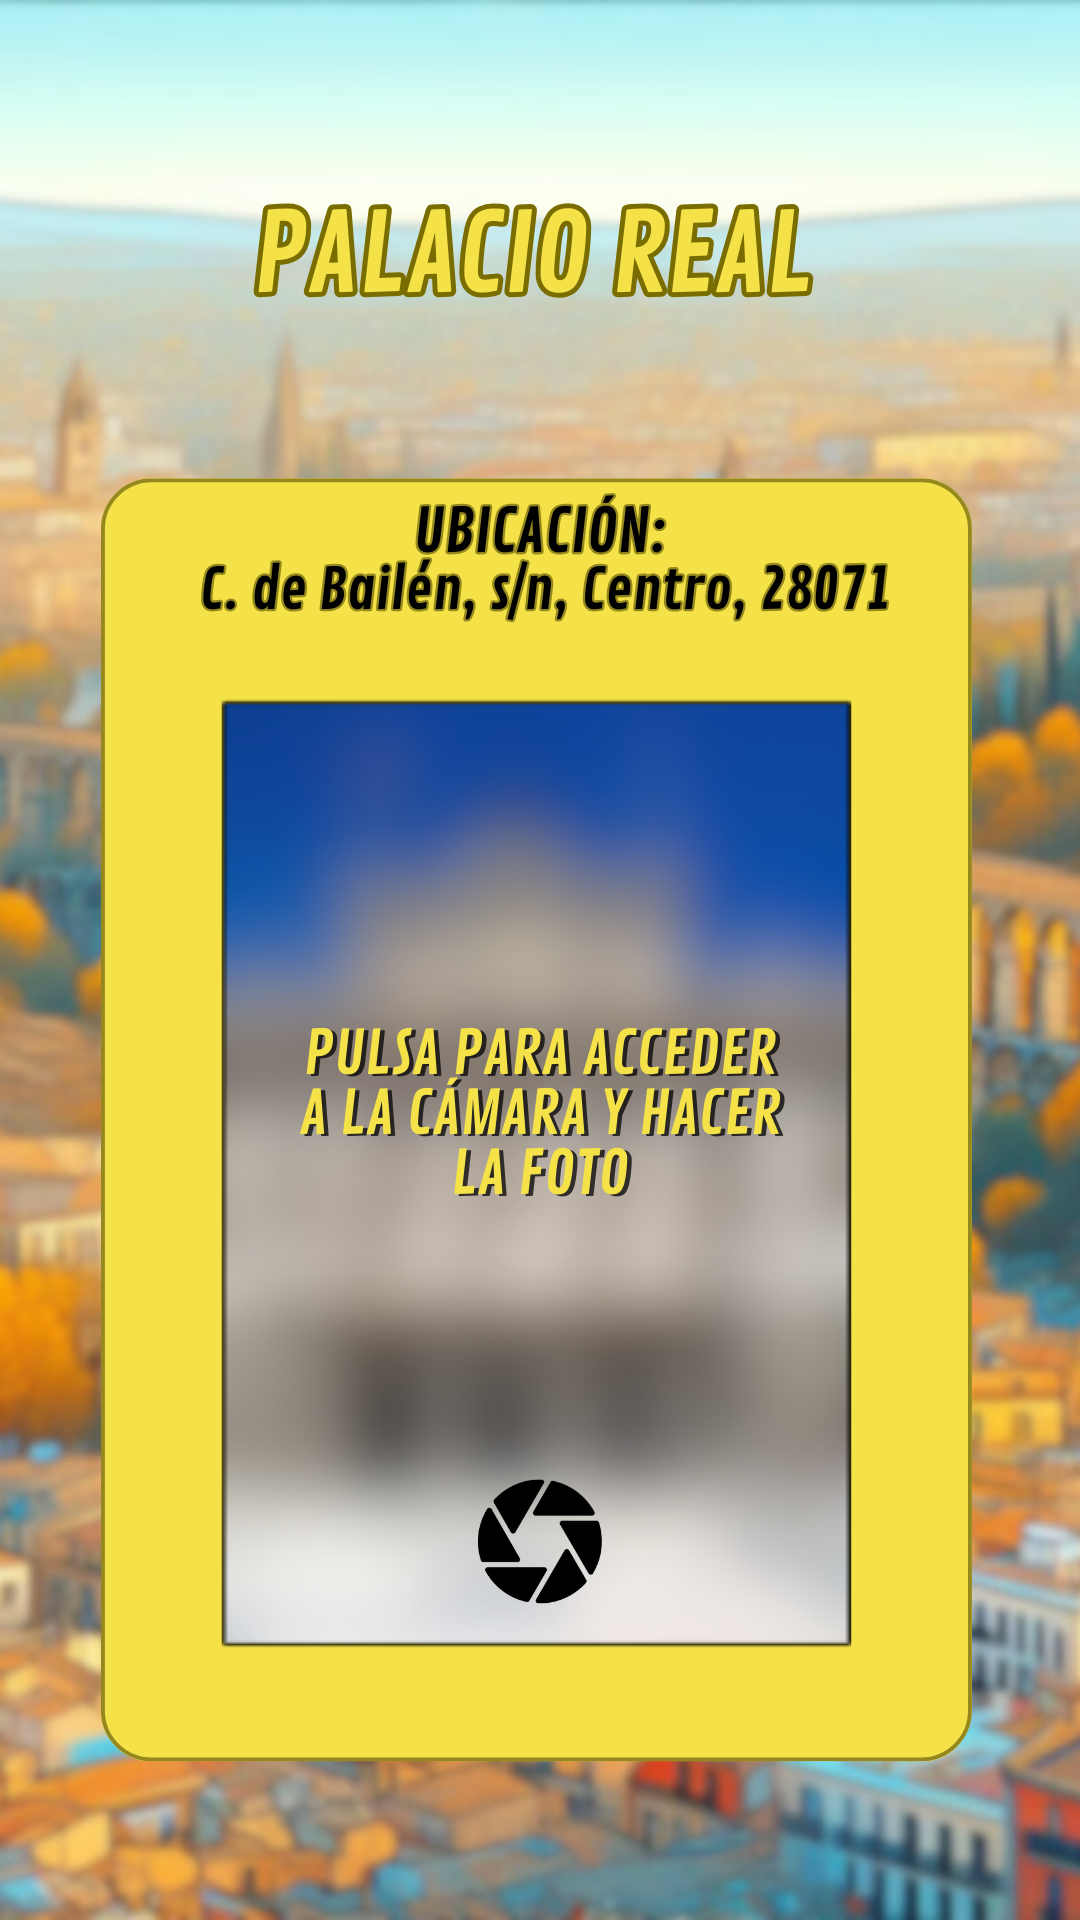 PALACIO REAL
UBICACIÓN:
C. de Bailén, s/n, Centro, 28071
PULSA PARA ACCEDER
A LA CÁMARA Y HACER
LA FOTO